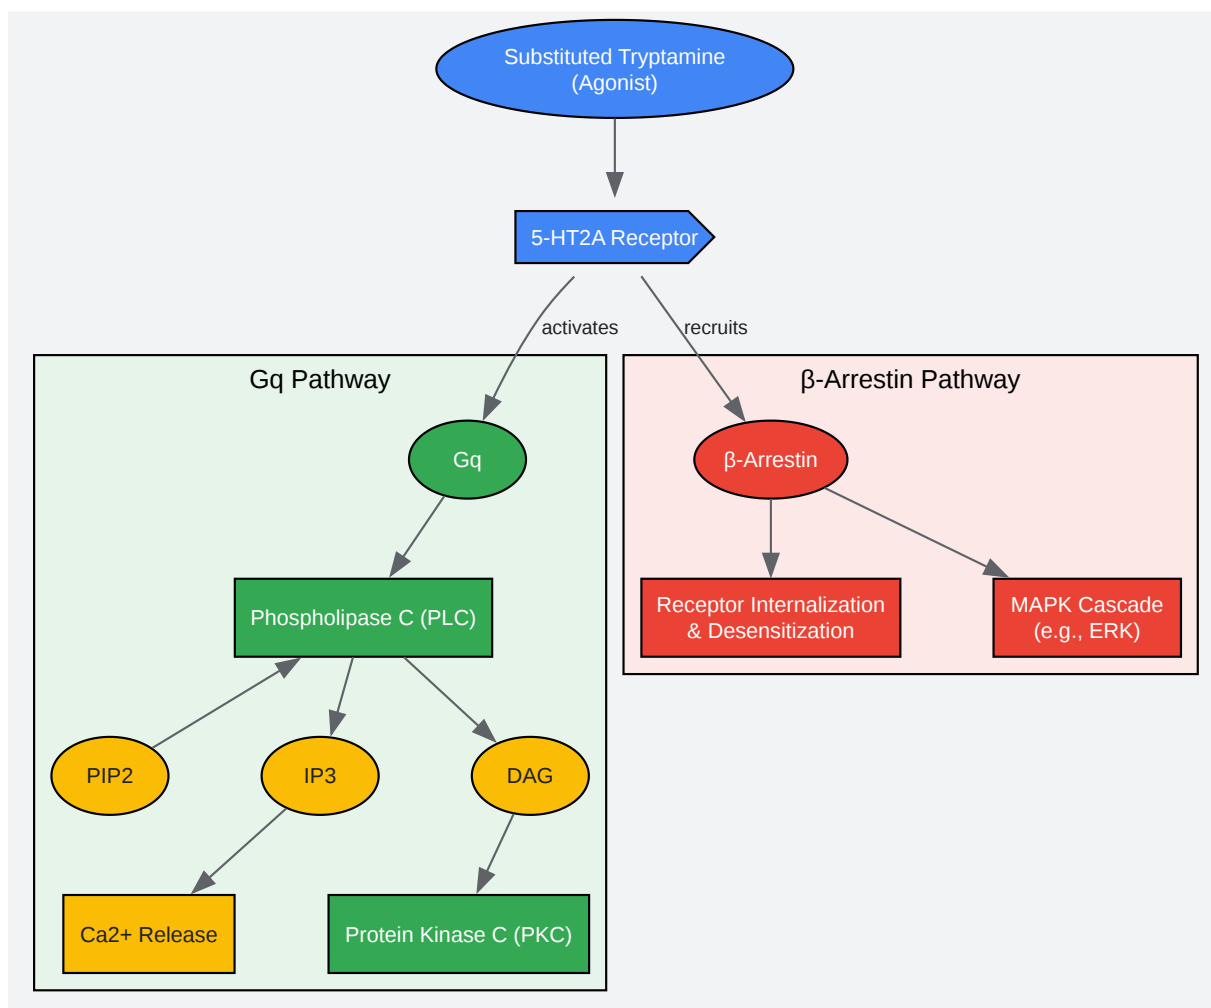 Substituted Tryptamine
(Agonist)
5-HT2A Receptor
activates
recruits
Gq Pathway
β-Arrestin Pathway
Gq
β-Arrestin
Phospholipase C (PLC)
Receptor Internalization
& Desensitization
MAPK Cascade
(e.g., ERK)
PIP2
IP3
DAG
Ca2+ Release
Protein Kinase C (PKC)